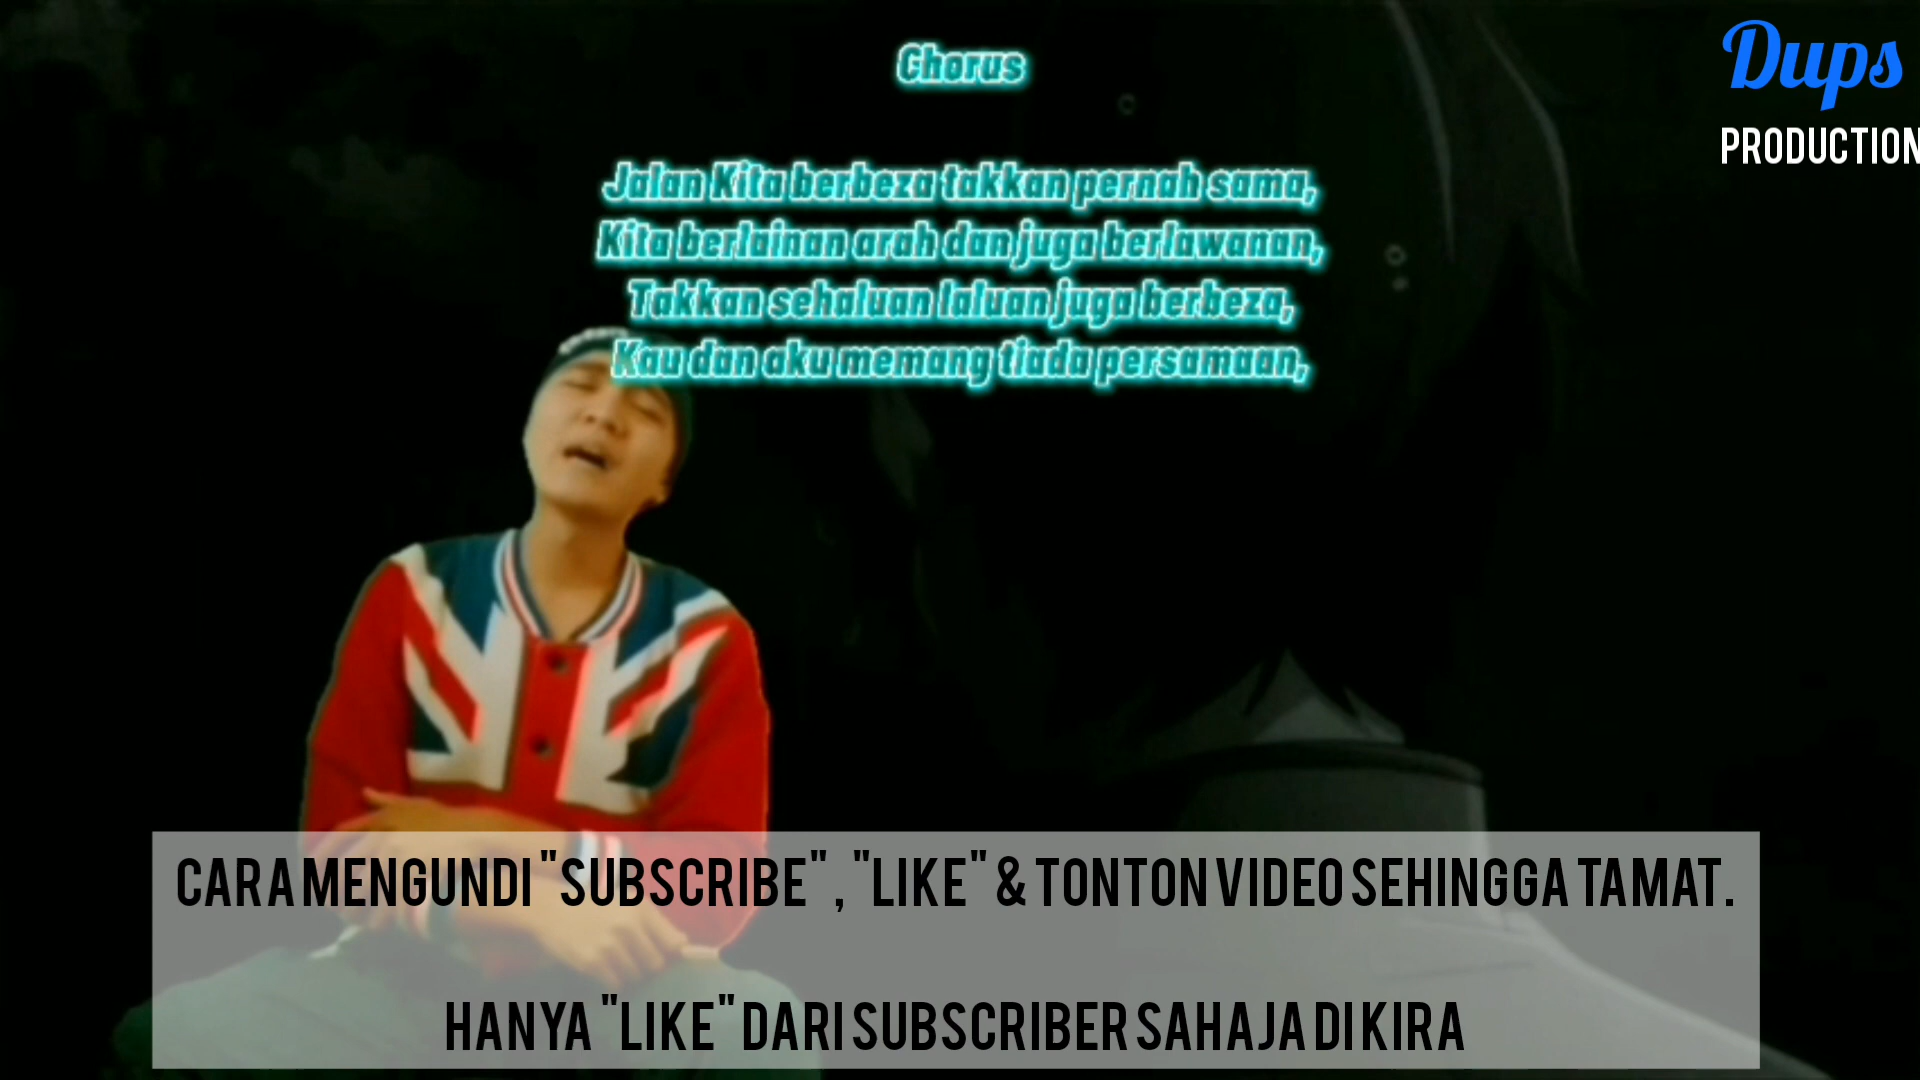 Chorus
Dups
PRODUCTION
Jalan Kita berbeza takkan pernah sama,
Kita berlainan arah dan juga berlawanan,
Takkan sehaluan laluan juga berbeza,
Kau dan aku memang tiada persamaan,
CARA MENGUNDI "SUBSCRIBE" , "LIKE" & TONTON VIDEO SEHINGGA TAMAT.
HANYA "LIKE" DARI SUBSCRIBER SAHAJA DI KIRA